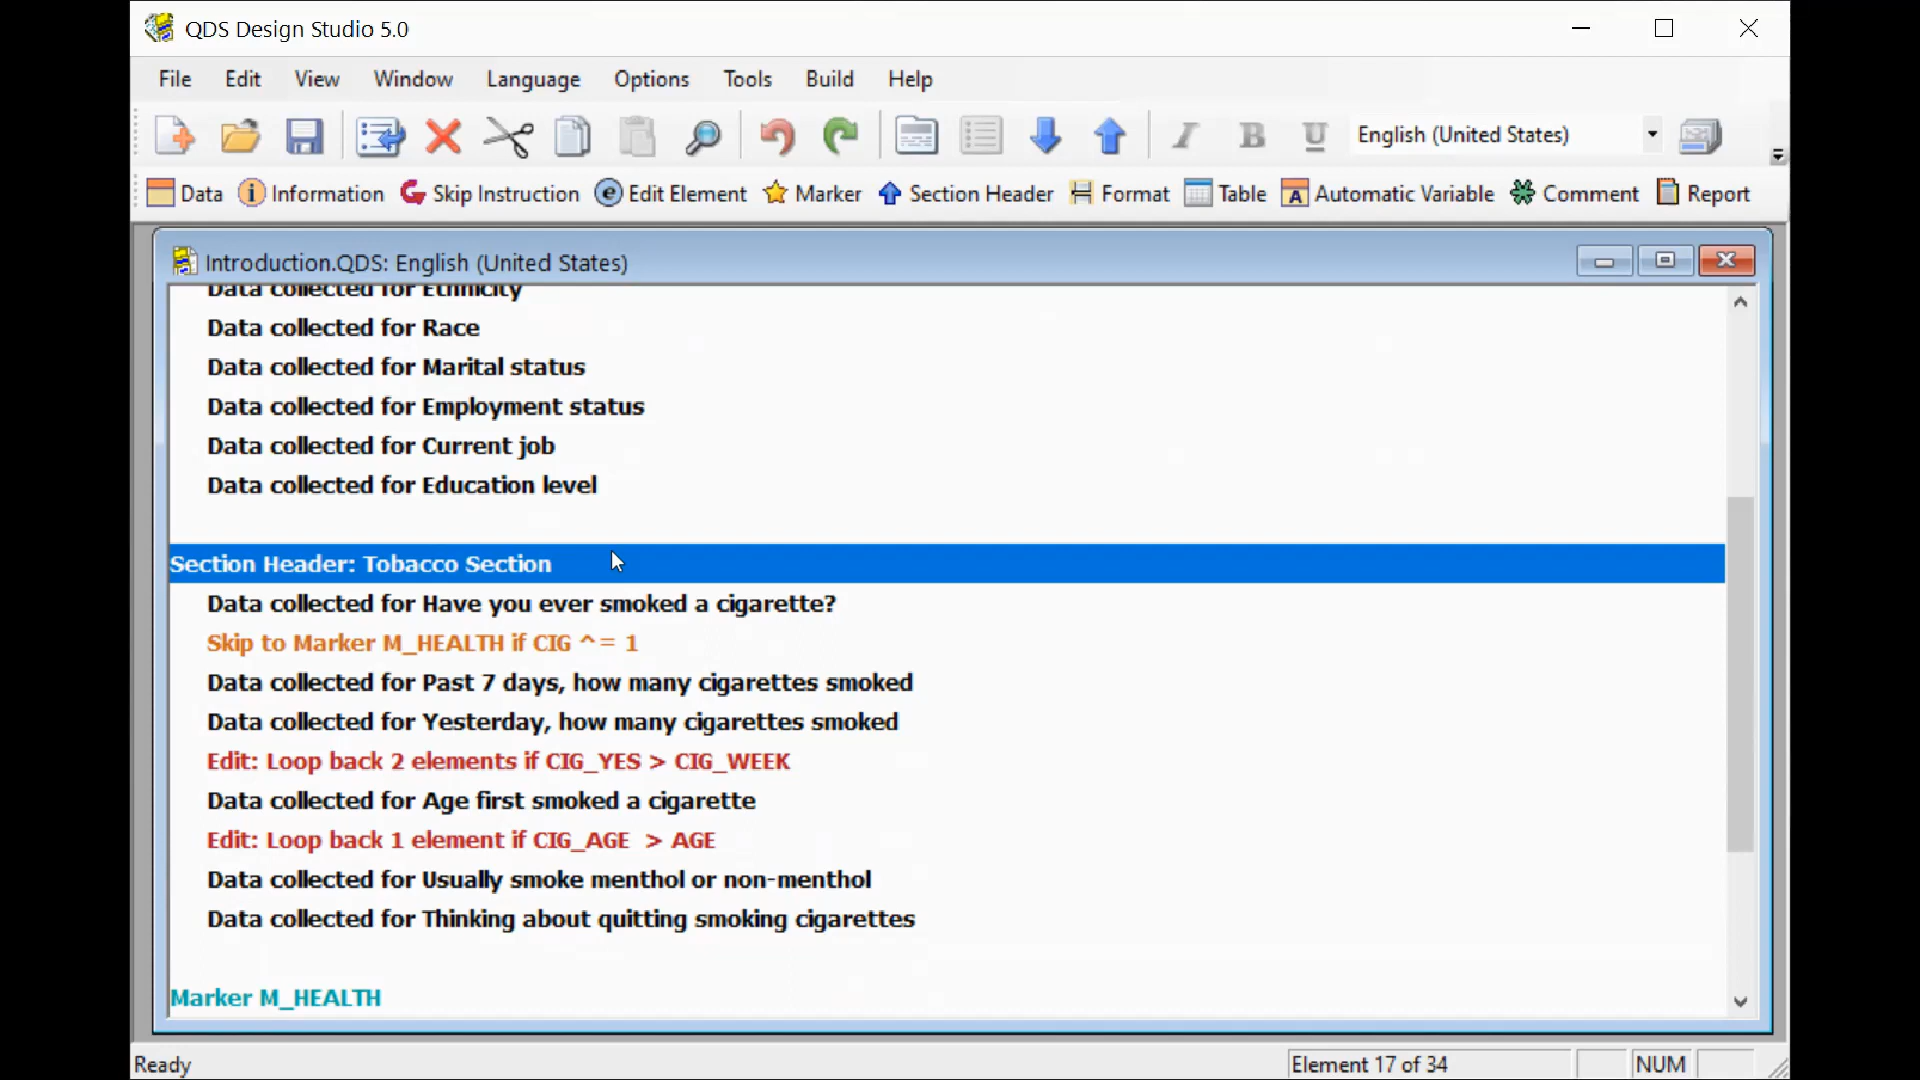 QDS Design Studio 5.0
File Edit View Window Language Options Tools Build Help
I B U English (United States)
Data Information Skip Instruction Edit Element Marker Section Header Format Table Automatic Variable Comment Report
Introduction.QDS: English (United States)
Data collected for Ethnicity
Data collected for Race
Data collected for Marital status
Data collected for Employment status
Data collected for Current job
Data collected for Education level
Section Header: Tobacco Section
Data collected for Have you ever smoked a cigarette?
Skip to Marker M_HEALTH if CIG ^= 1
Data collected for Past 7 days, how many cigarettes smoked
Data collected for Yesterday, how many cigarettes smoked
Edit: Loop back 2 elements if CIG_YES > CIG_WEEK
Data collected for Age first smoked a cigarette
Edit: Loop back 1 element if CIG_AGE > AGE
Data collected for Usually smoke menthol or non-menthol
Data collected for Thinking about quitting smoking cigarettes
Marker M_HEALTH
Ready Element 17 of 34 NUM